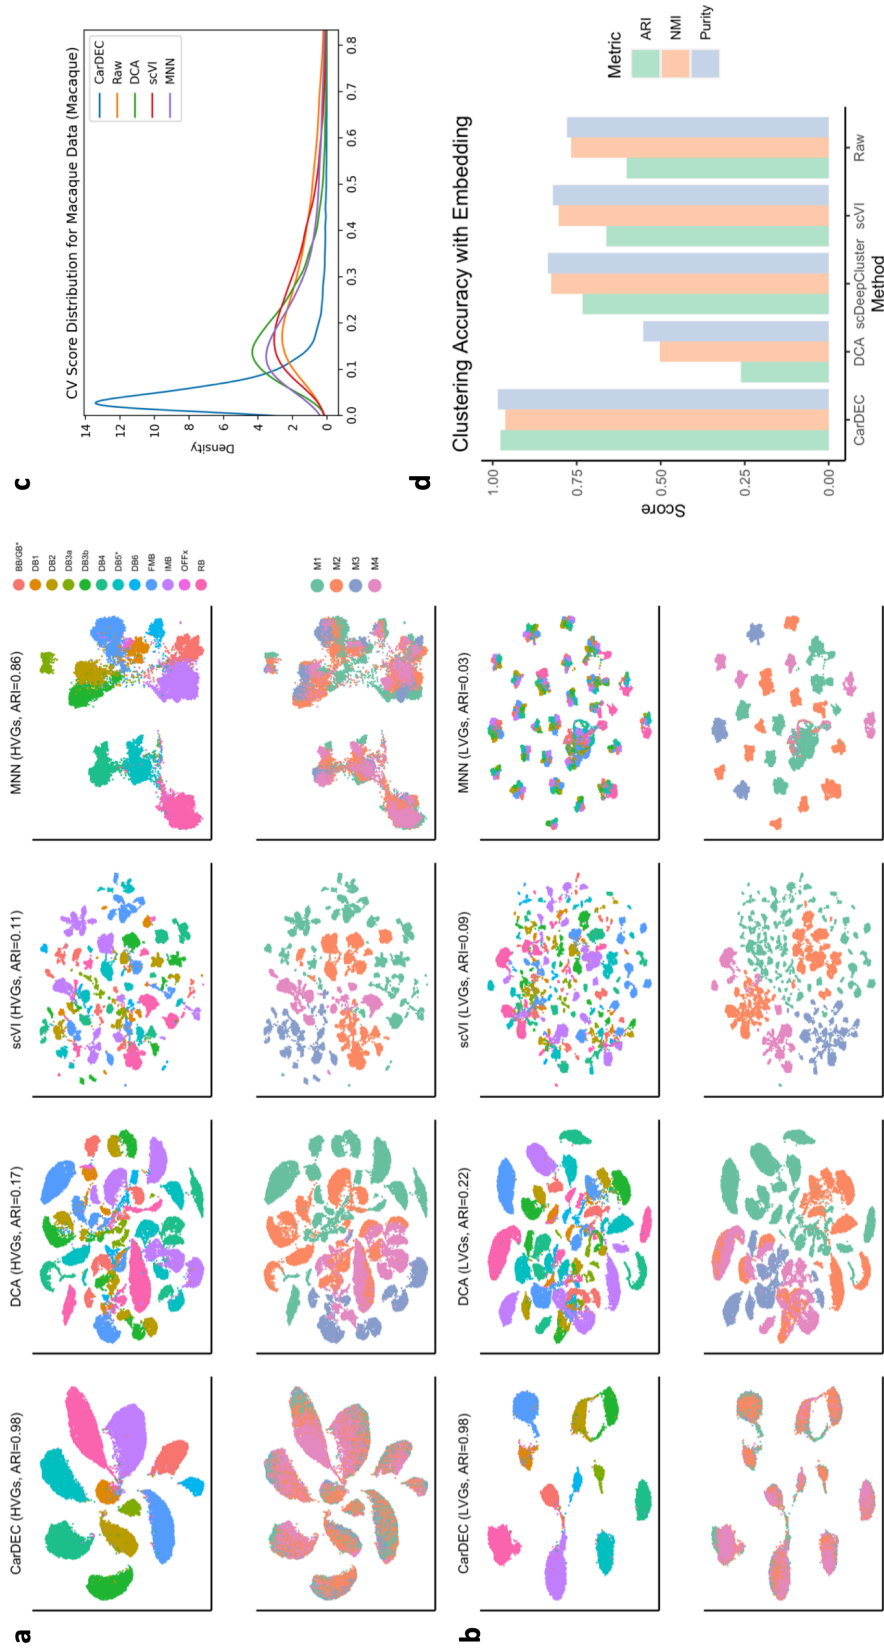 a
CarDEC (HVGs, ARI=0.98)
DCA (HVGs, ARI=0.17)
scVI (HVGs, ARI=0.11)
MNN (HVGs, ARI=0.86)
BB/GB*
DB1
DB2
DB3a
DB3b
DB4
DB5*
DB6
FMB
IMB
OFFx
RB
M1
M2
M3
M4
b
CarDEC (LVGs, ARI=0.98)
DCA (LVGs, ARI=0.22)
scVI (LVGs, ARI=0.09)
MNN (LVGs, ARI=0.03)
c
CV Score Distribution for Macaque Data (Macaque)
CarDEC
Raw
DCA
scVI
MNN
Density
14
12
10
8
6
4
2
0
0.0 0.1 0.2 0.3 0.4 0.5 0.6 0.7 0.8
d
Clustering Accuracy with Embedding
Score
1.00
0.75
0.50
0.25
0.00
CarDEC DCA scDeepCluster scVI Raw
Method
Metric
ARI
NMI
Purity